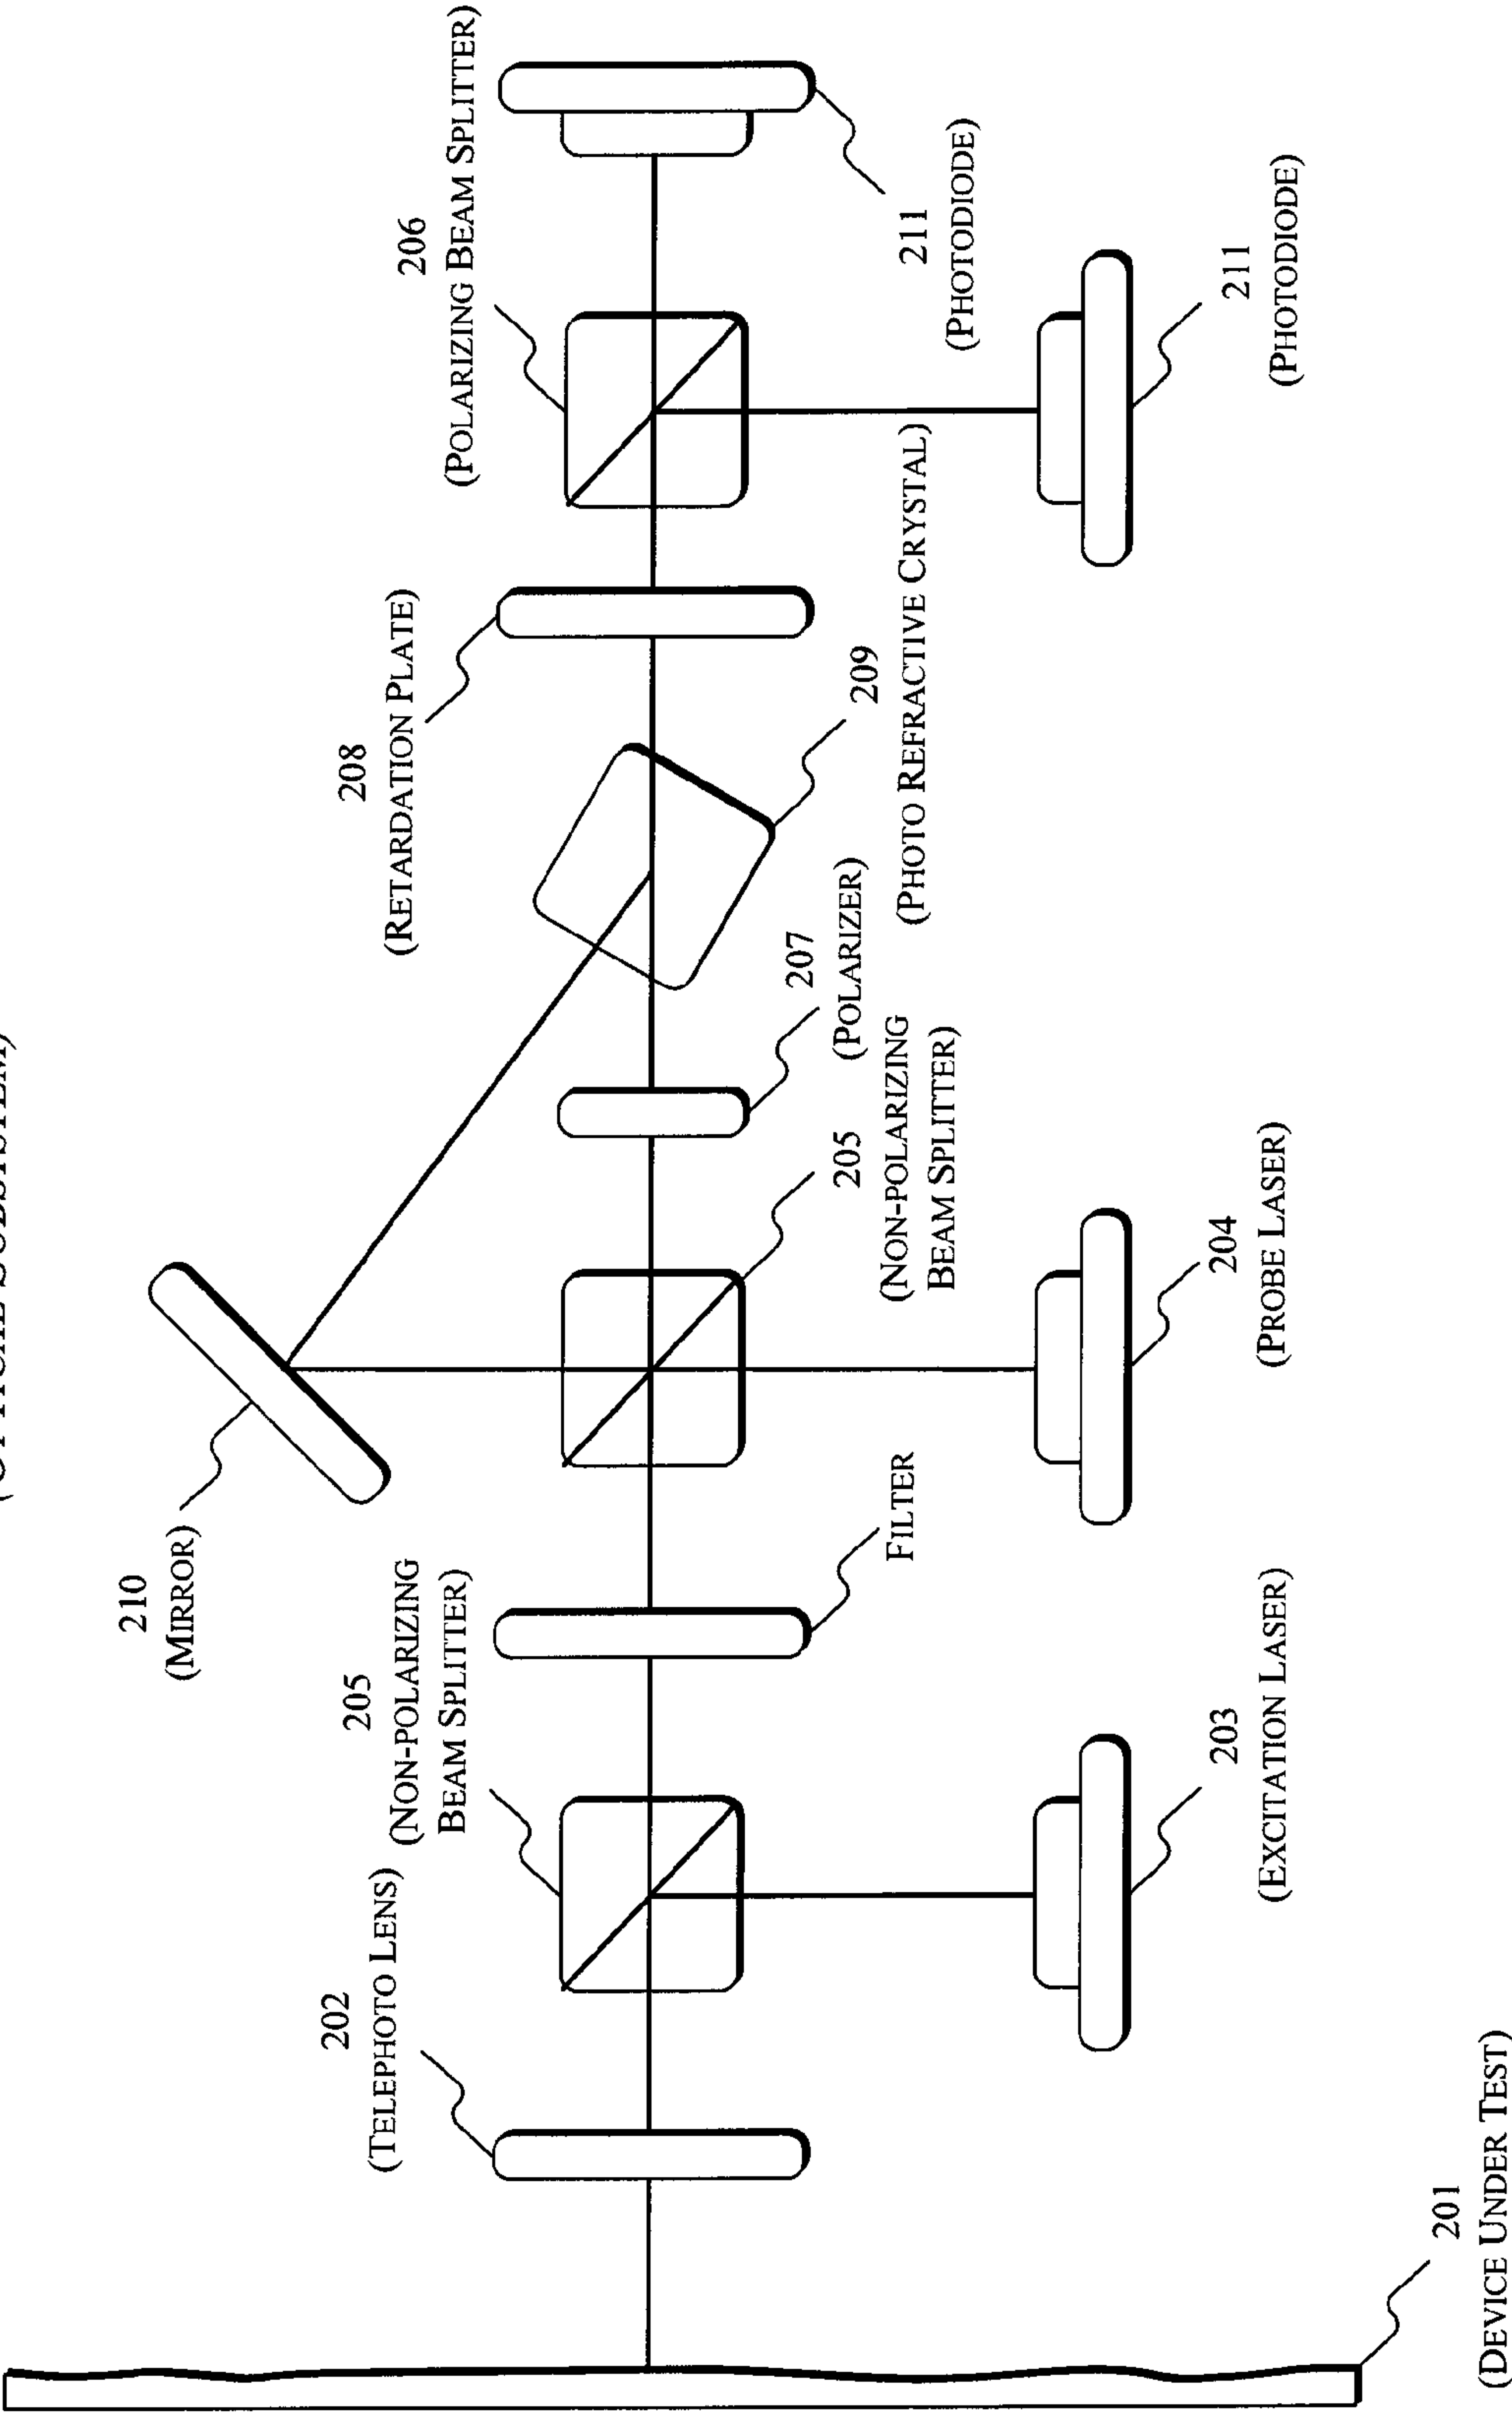 (OPTICAL SUBSYSTEM)
210
(MIRROR)
202
(TELEPHOTO LENS)
205
(NON-POLARIZING
BEAM SPLITTER)
208
(RETARDATION PLATE)
206
(POLARIZING BEAM SPLITTER)
FILTER
205
(NON-POLARIZING
BEAM SPLITTER)
207
(POLARIZER)
209
(PHOTO REFRACTIVE CRYSTAL)
211
(PHOTODIODE)
201
(DEVICE UNDER TEST)
203
(EXCITATION LASER)
204
(PROBE LASER)
211
(PHOTODIODE)